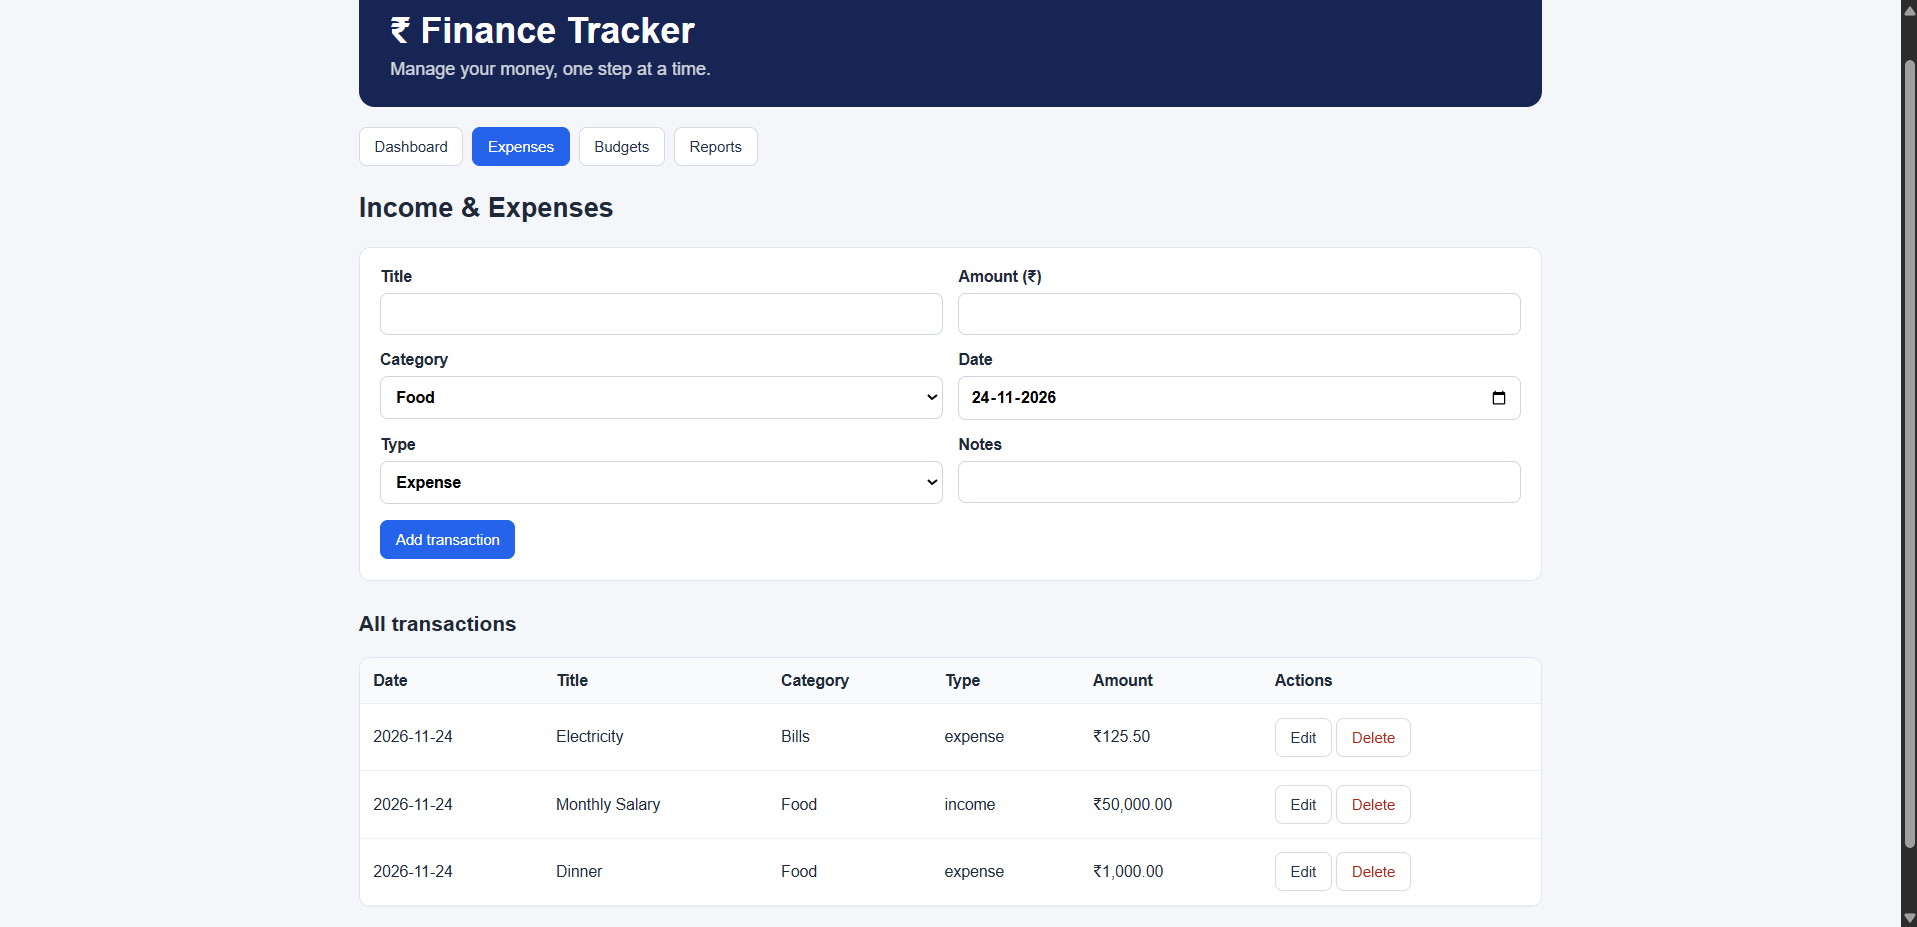 ₹ Finance Tracker
Manage your money, one step at a time.
Dashboard Expenses Budgets Reports
Income & Expenses
Title Amount (₹)
Category Date
Food 24-11-2026
Type Notes
Expense
Add transaction
All transactions
Date Title Category Type Amount Actions
2026-11-24 Electricity Bills expense ₹125.50 Edit Delete
2026-11-24 Monthly Salary Food income ₹50,000.00 Edit Delete
2026-11-24 Dinner Food expense ₹1,000.00 Edit Delete